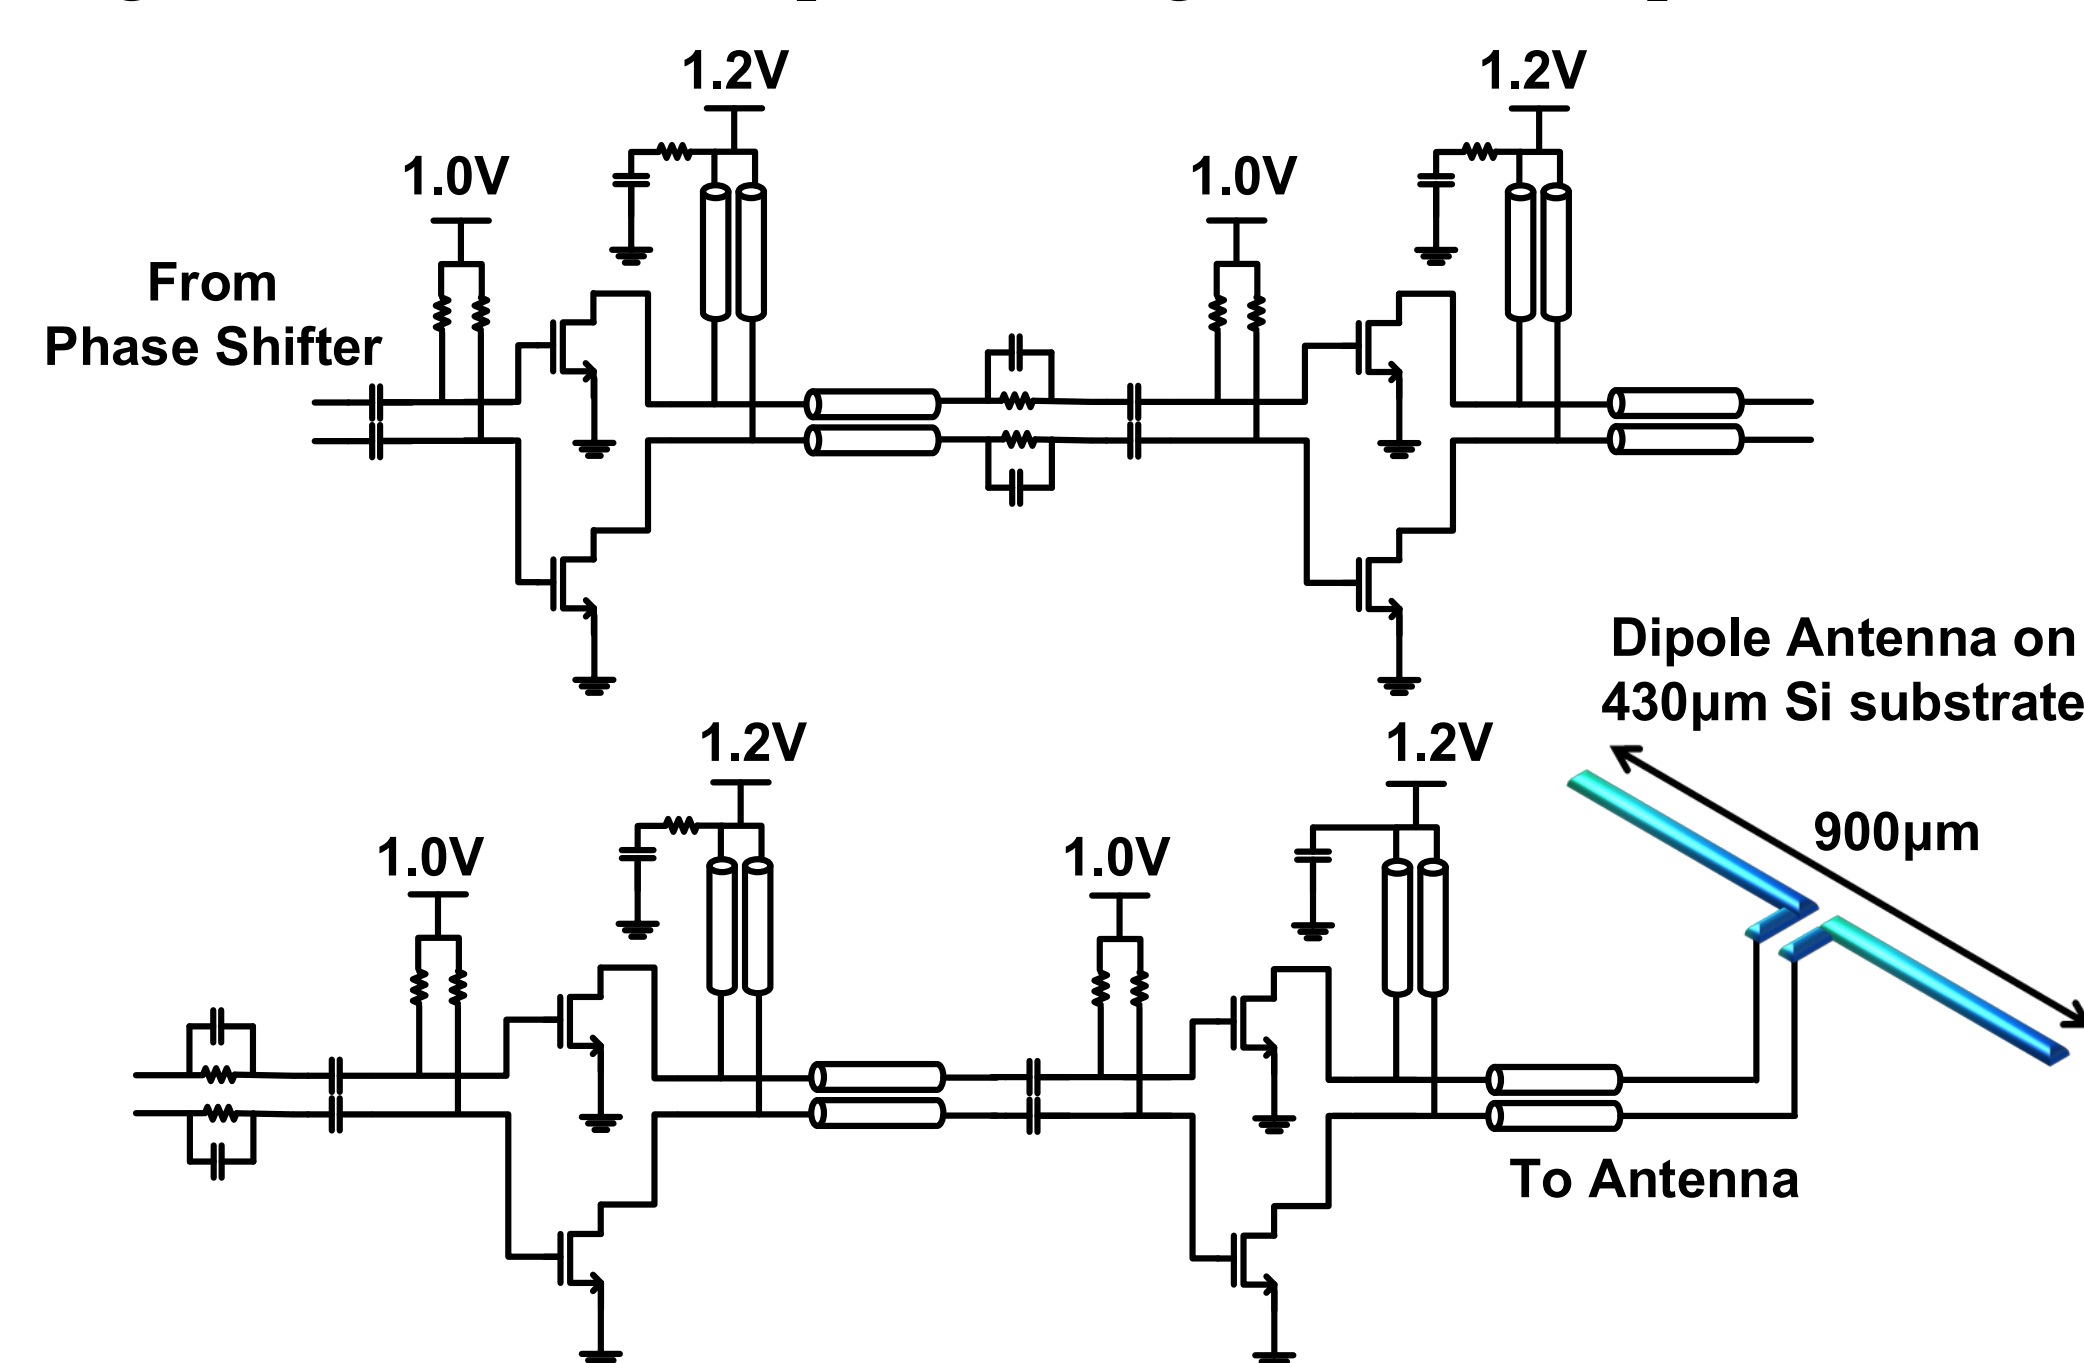 1.2V
1.2V
1.0V
1.0V
From
Phase Shifter
Dipole Antenna on
430µm Si substrate
1.2V
1.2V
900µm
1.0V
1.0V
To Antenna